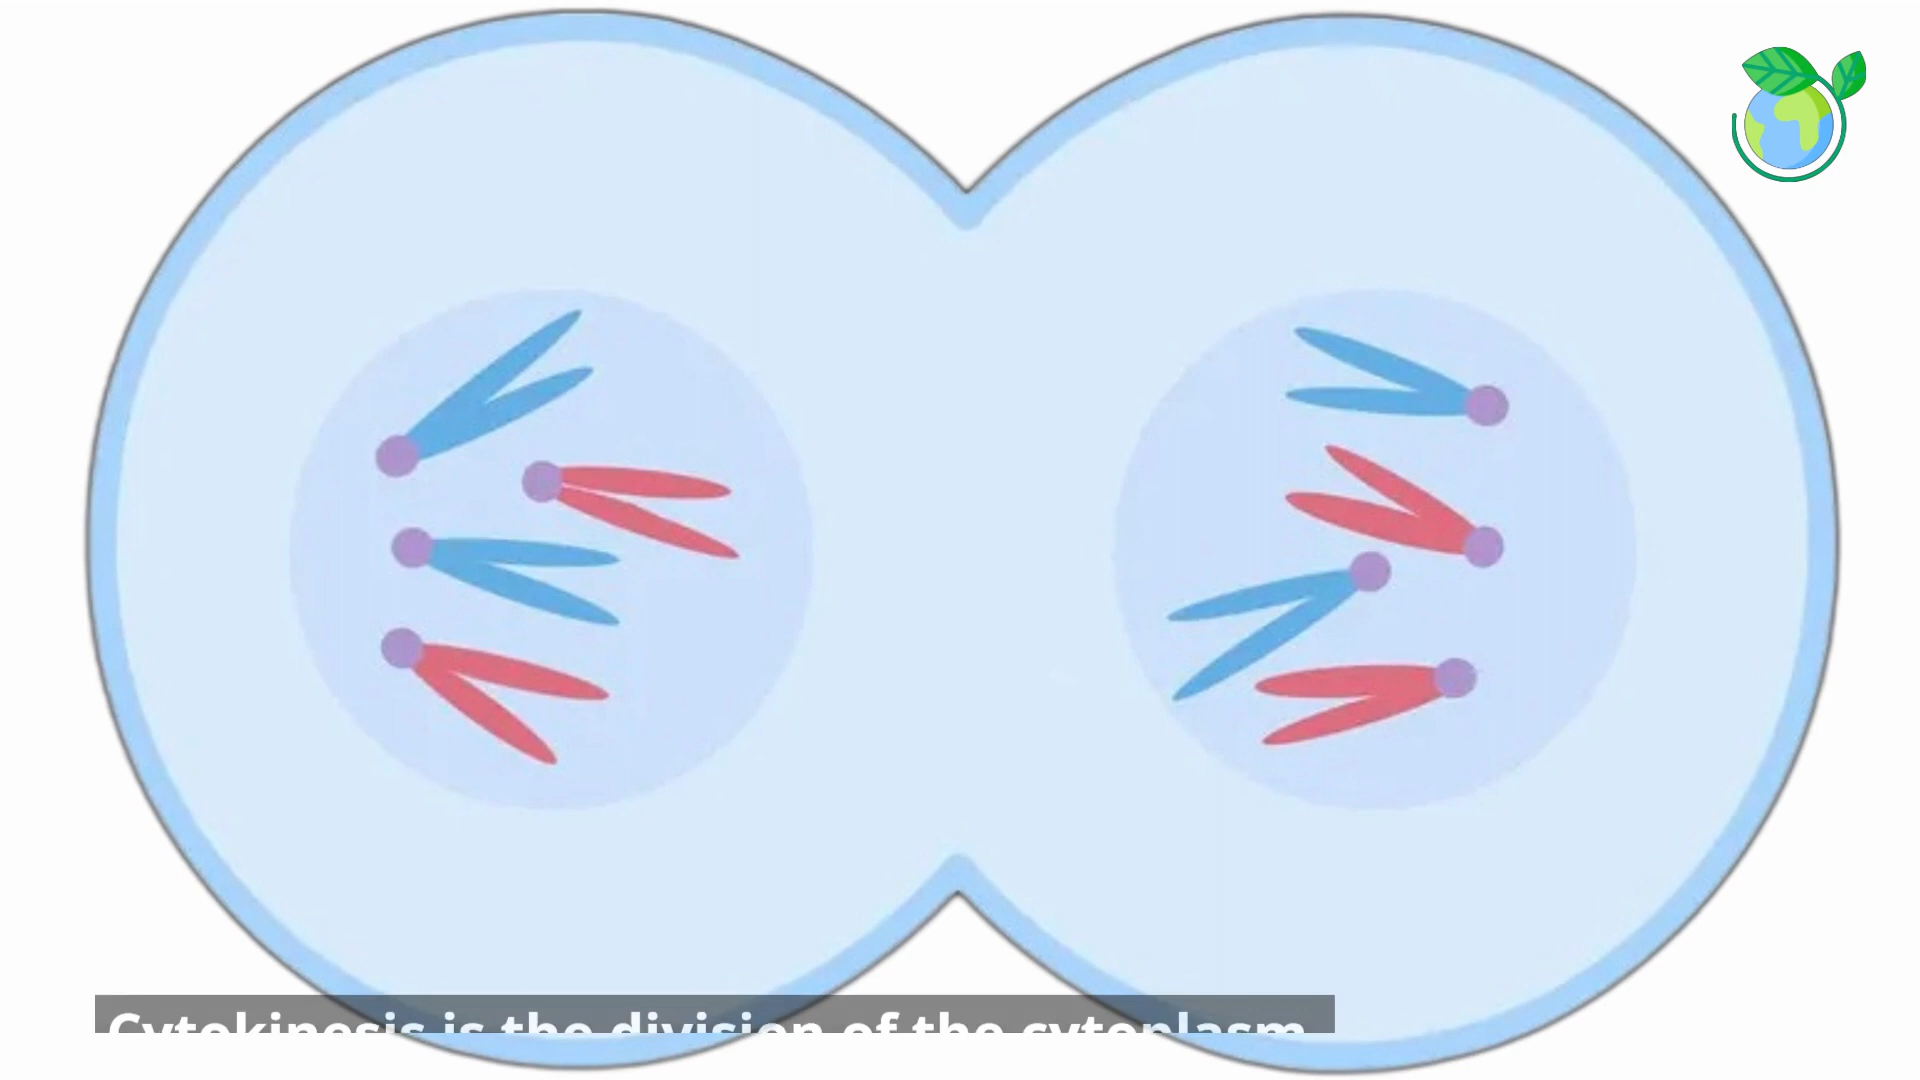 Cytokinesis is the division of the cytoplasm